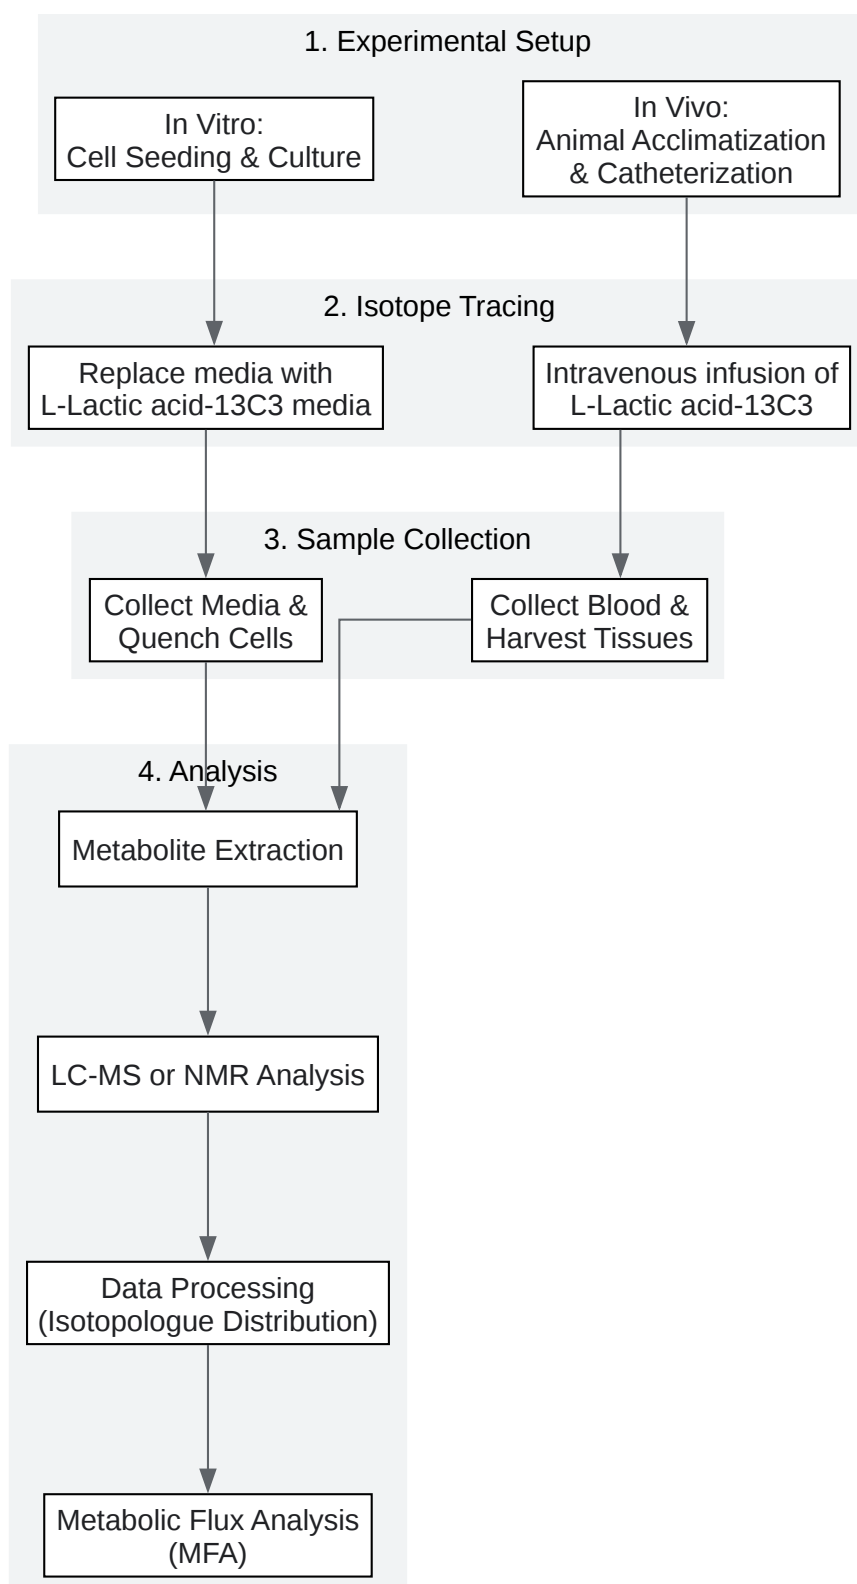 1. Experimental Setup
In Vitro:
Cell Seeding & Culture
In Vivo:
Animal Acclimatization
& Catheterization
2. Isotope Tracing
Replace media with
L-Lactic acid-13C3 media
Intravenous infusion of
L-Lactic acid-13C3
3. Sample Collection
Collect Media &
Quench Cells
Collect Blood &
Harvest Tissues
4. Analysis
Metabolite Extraction
LC-MS or NMR Analysis
Data Processing
(Isotopologue Distribution)
Metabolic Flux Analysis
(MFA)